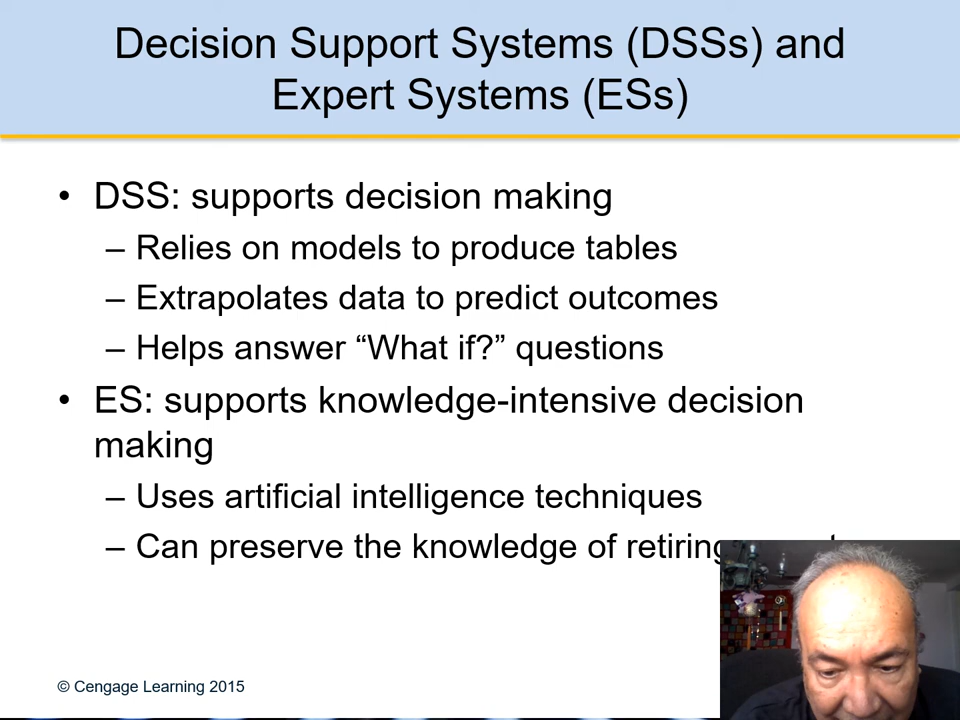 Decision Support Systems (DSSs) and
Expert Systems (ESs)
• DSS: supports decision making
– Relies on models to produce tables
– Extrapolates data to predict outcomes
– Helps answer “What if?” questions
• ES: supports knowledge-intensive decision
making
– Uses artificial intelligence techniques
– Can preserve the knowledge of retiring
© Cengage Learning 2015